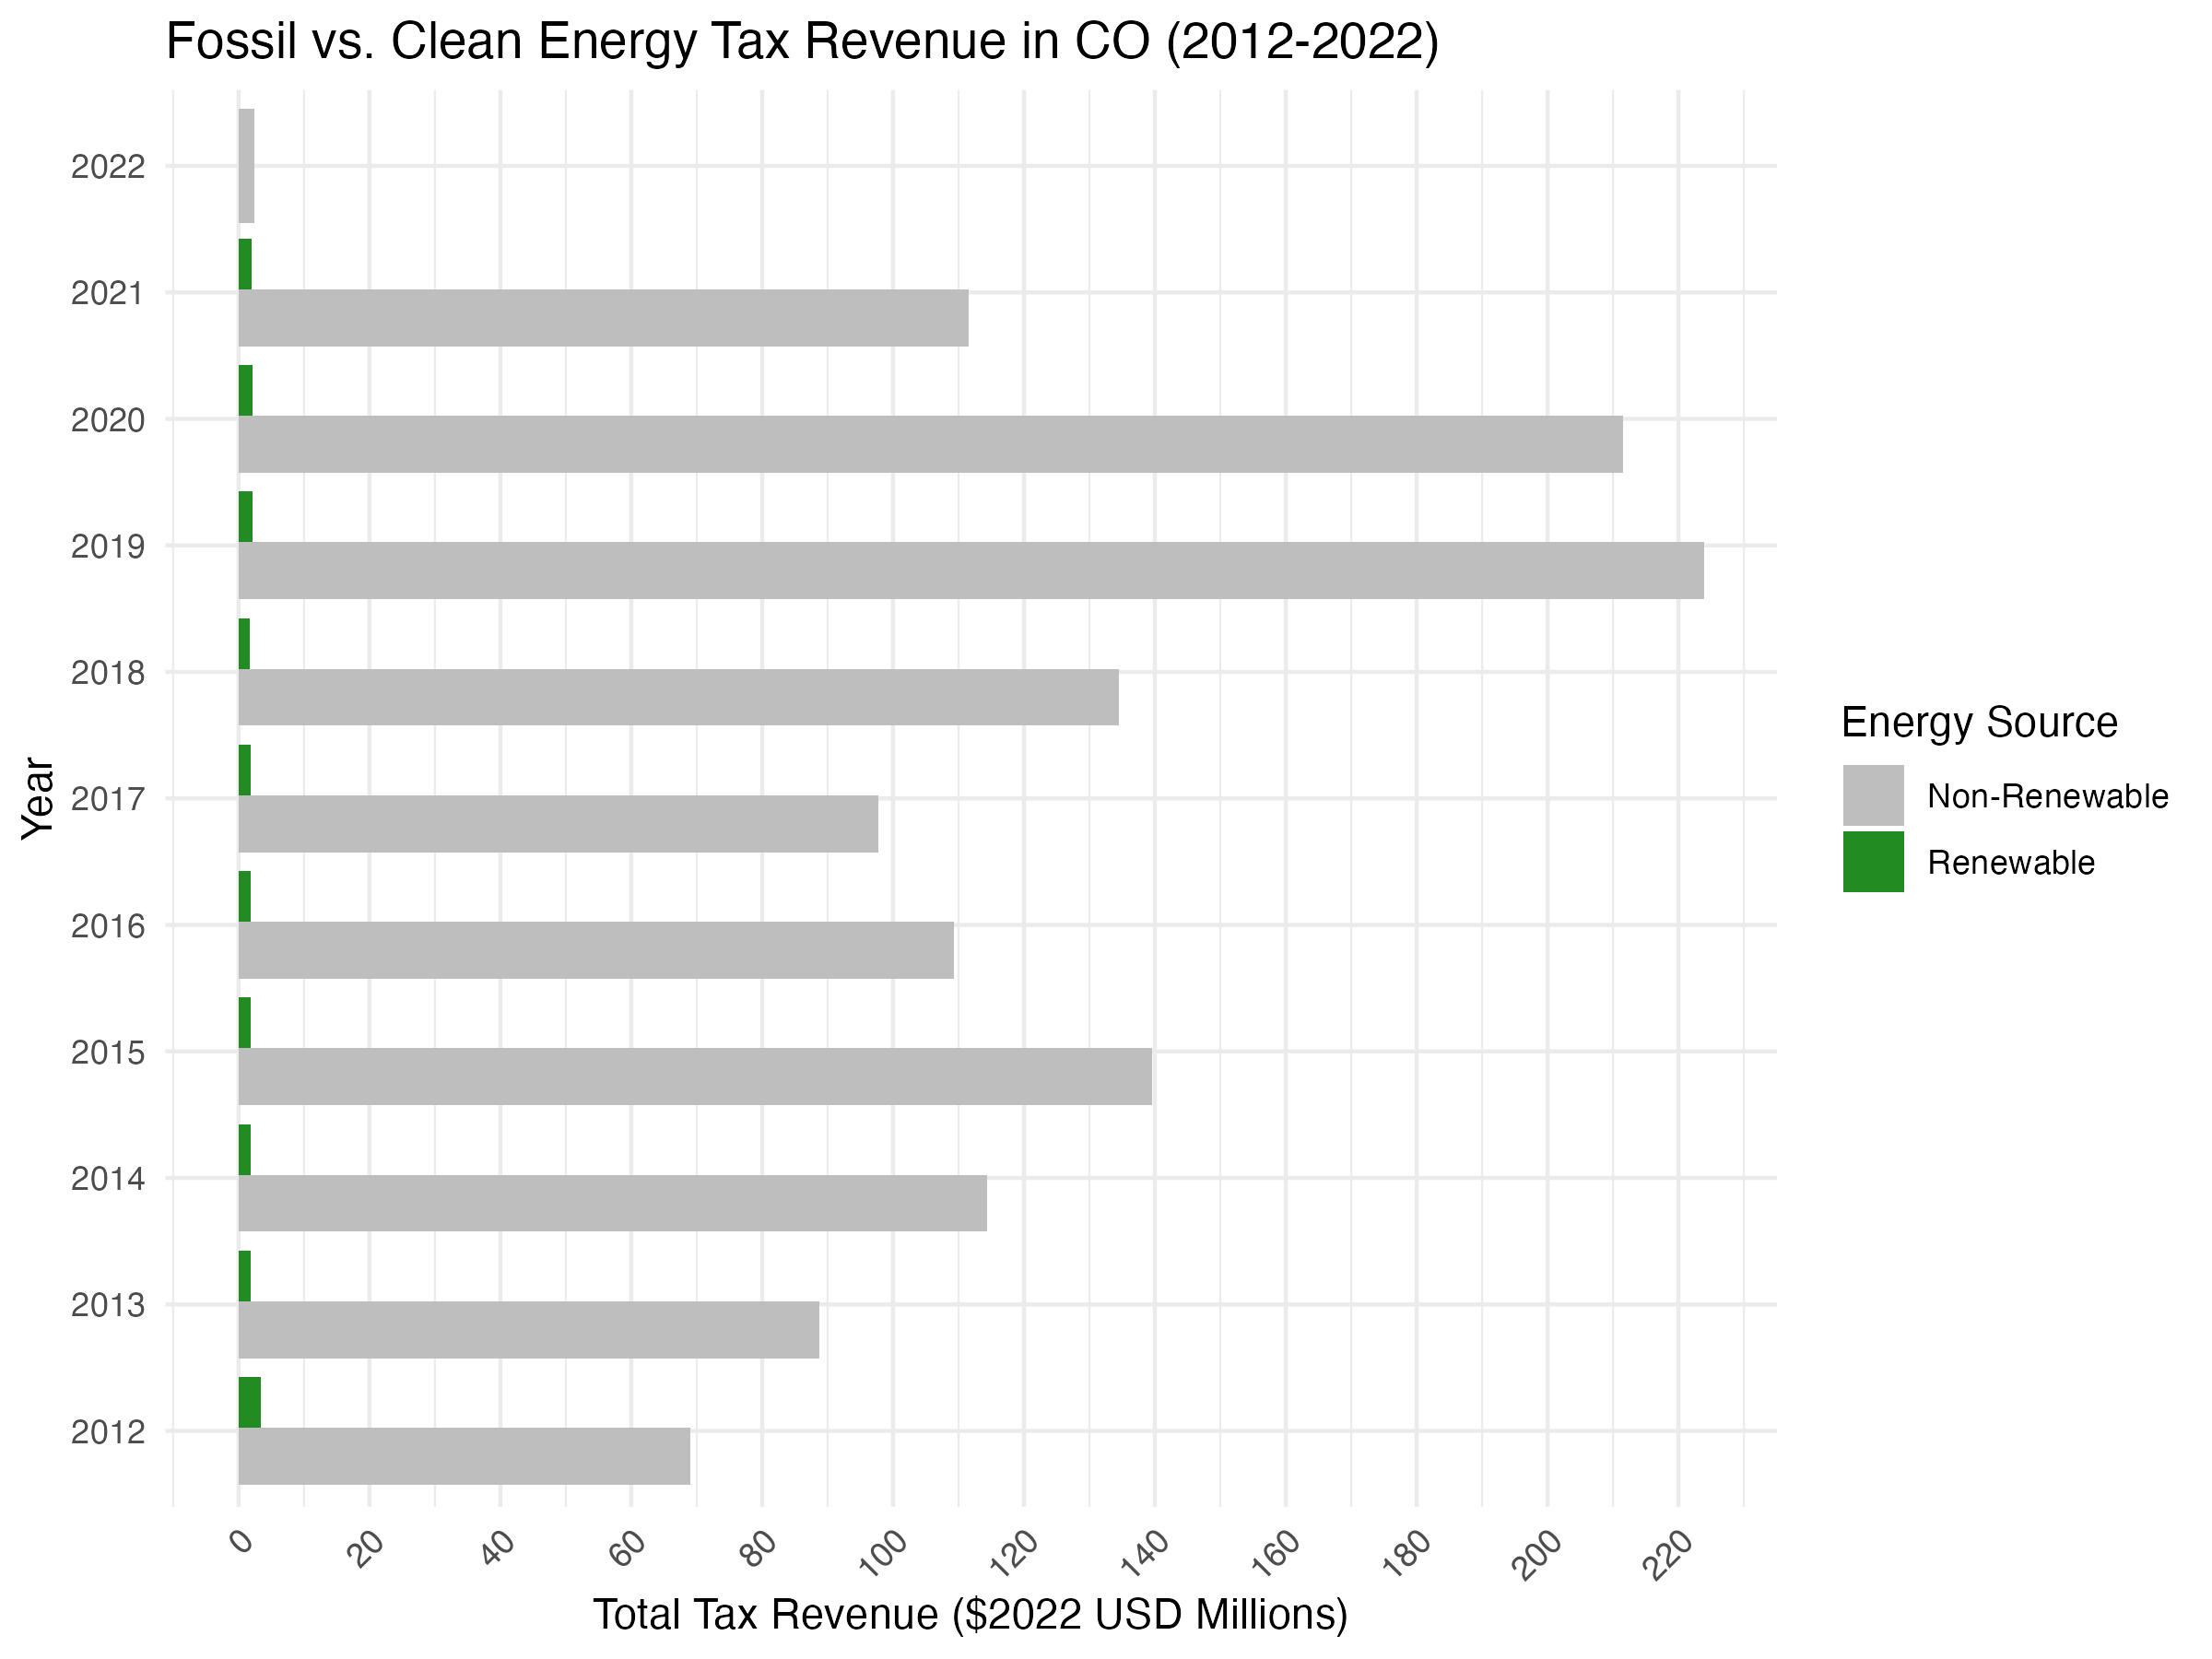 Fossil vs. Clean Energy Tax Revenue in CO (2012-2022)
2022
2021
2020
2019
2018
2017
2016
2015
2014
2013
2012
Year
0 20 40 60 80 100 120 140 160 180 200 220
Total Tax Revenue ($2022 USD Millions)
Energy Source
Non-Renewable
Renewable